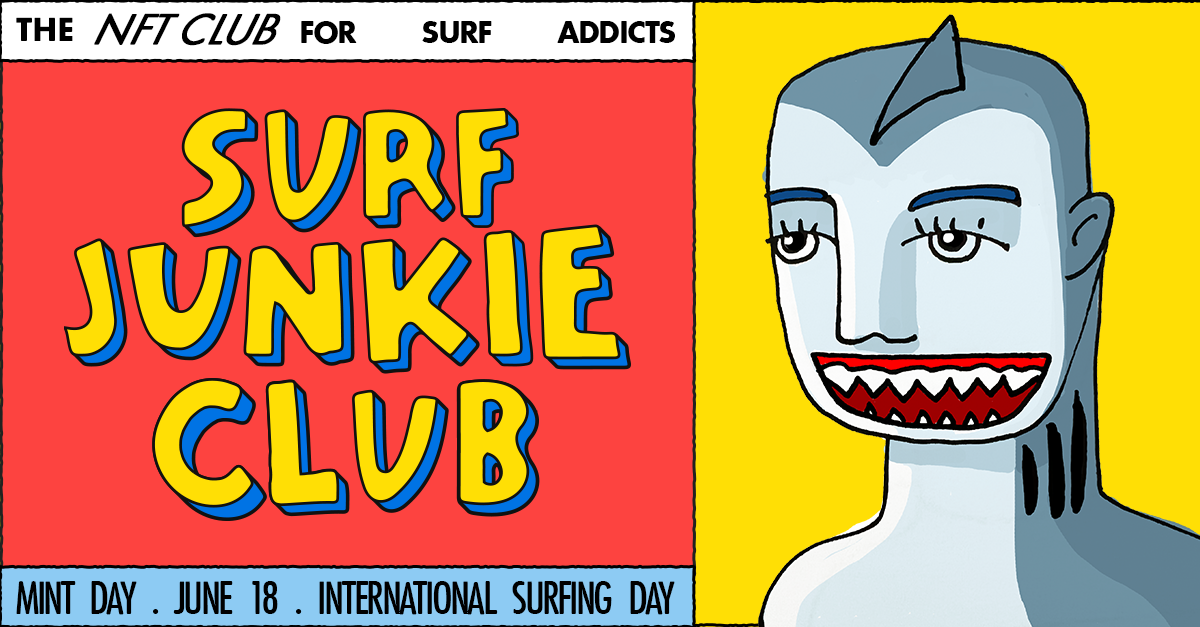 THE NFT CLUB FOR SURF ADDICTS
SURF
JUNKIE
CLUB
MINT DAY . JUNE 18 . INTERNATIONAL SURFING DAY